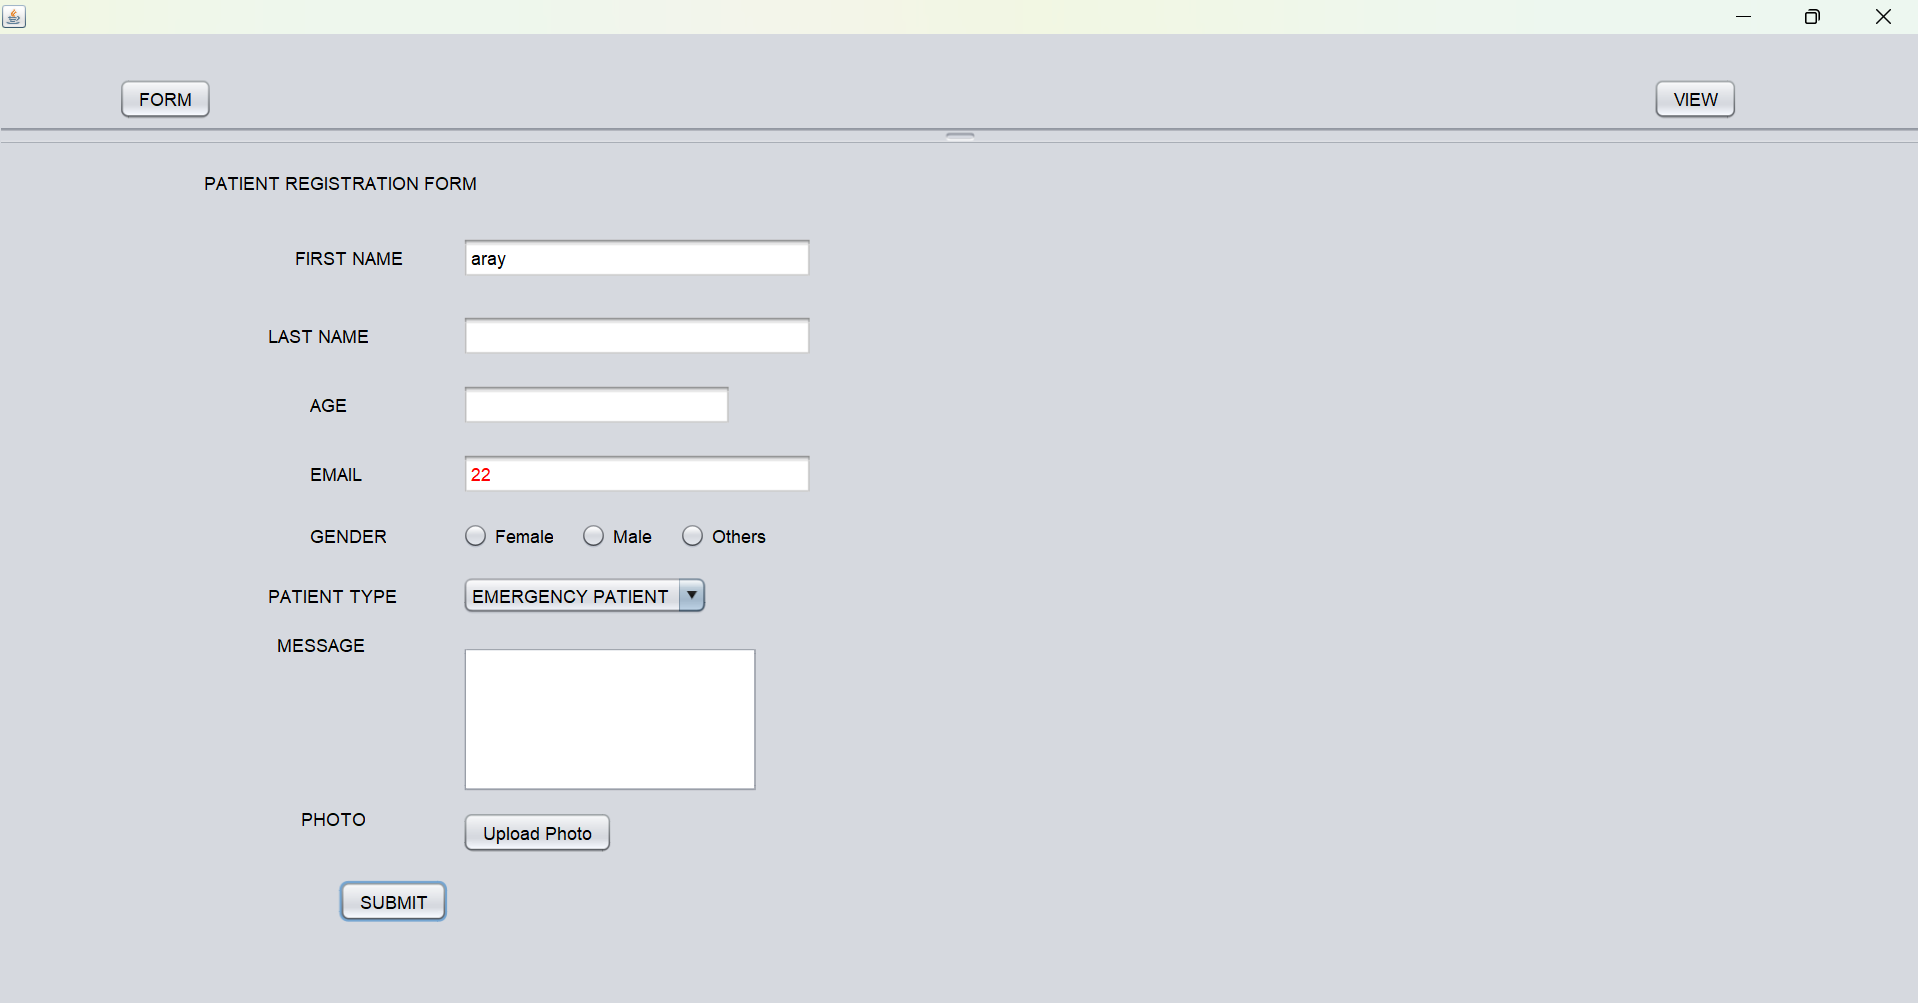 FORM VIEW
PATIENT REGISTRATION FORM
FIRST NAME aray
LAST NAME
AGE
EMAIL 22
GENDER Female Male Others
PATIENT TYPE EMERGENCY PATIENT
MESSAGE
PHOTO
Upload Photo
SUBMIT